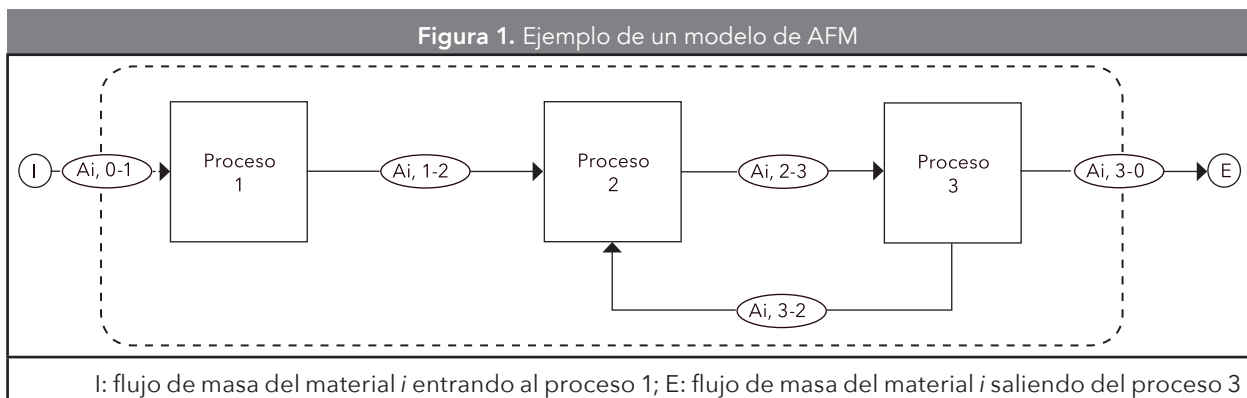 Figura 1. Ejemplo de un modelo de AFM
I
Ai, 0-1
Proceso
1
Ai, 1-2
Proceso
2
Ai, 2-3
Proceso
3
Ai, 3-0
E
Ai, 3-2
I: flujo de masa del material i entrando al proceso 1; E: flujo de masa del material i saliendo del proceso 3